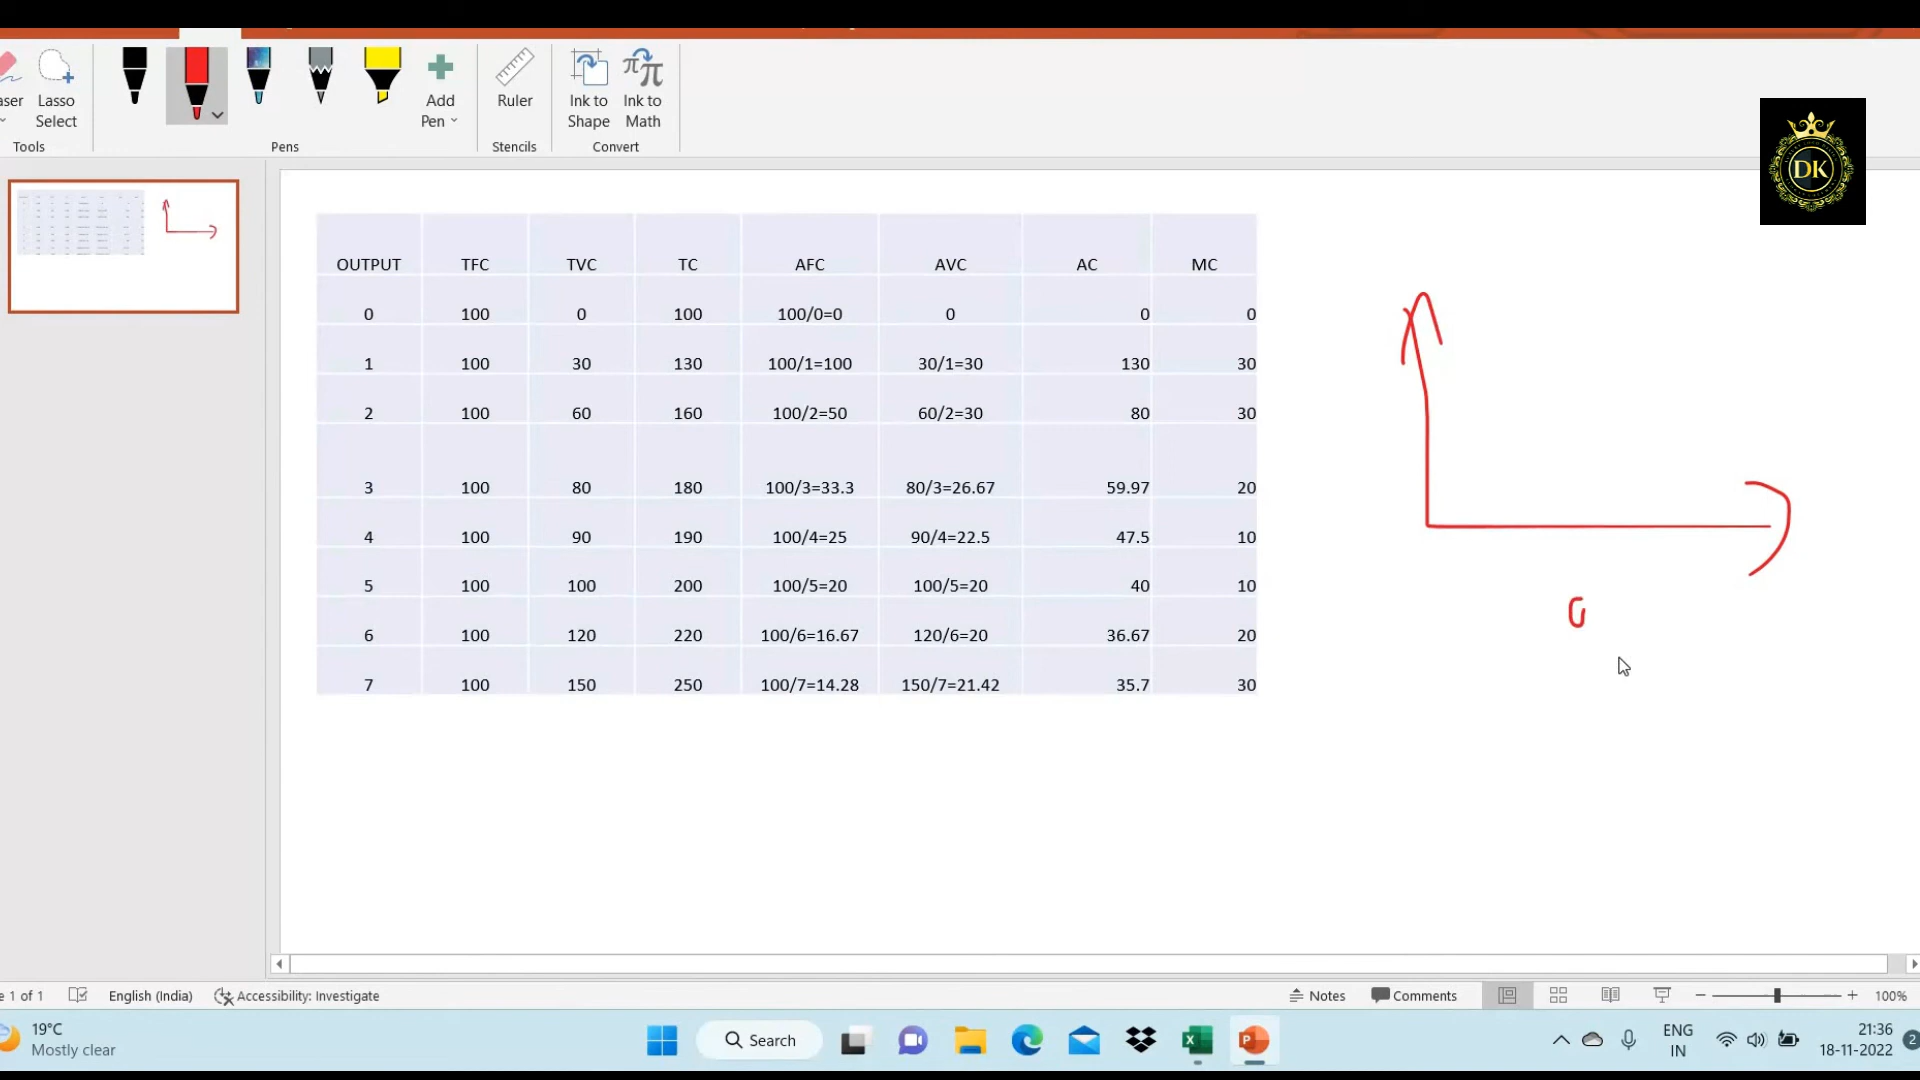 aser Lasso Select Add Pen Ruler Ink to Shape Ink to Math
Tools Pens Stencils Convert
DK
OUTPUT TFC TVC TC AFC AVC AC MC
0 100 0 100 100/0=0 0 0 0
1 100 30 130 100/1=100 30/1=30 130 30
2 100 60 160 100/2=50 60/2=30 80 30
3 100 80 180 100/3=33.3 80/3=26.67 59.97 20
4 100 90 190 100/4=25 90/4=22.5 47.5 10
5 100 100 200 100/5=20 100/5=20 40 10
6 100 120 220 100/6=16.67 120/6=20 36.67 20
7 100 150 250 100/7=14.28 150/7=21.42 35.7 30
e 1 of 1 English (India) Accessibility: Investigate Notes Comments 100%
19°C
Mostly clear
Search
ENG
IN
21:36
18-11-2022
2